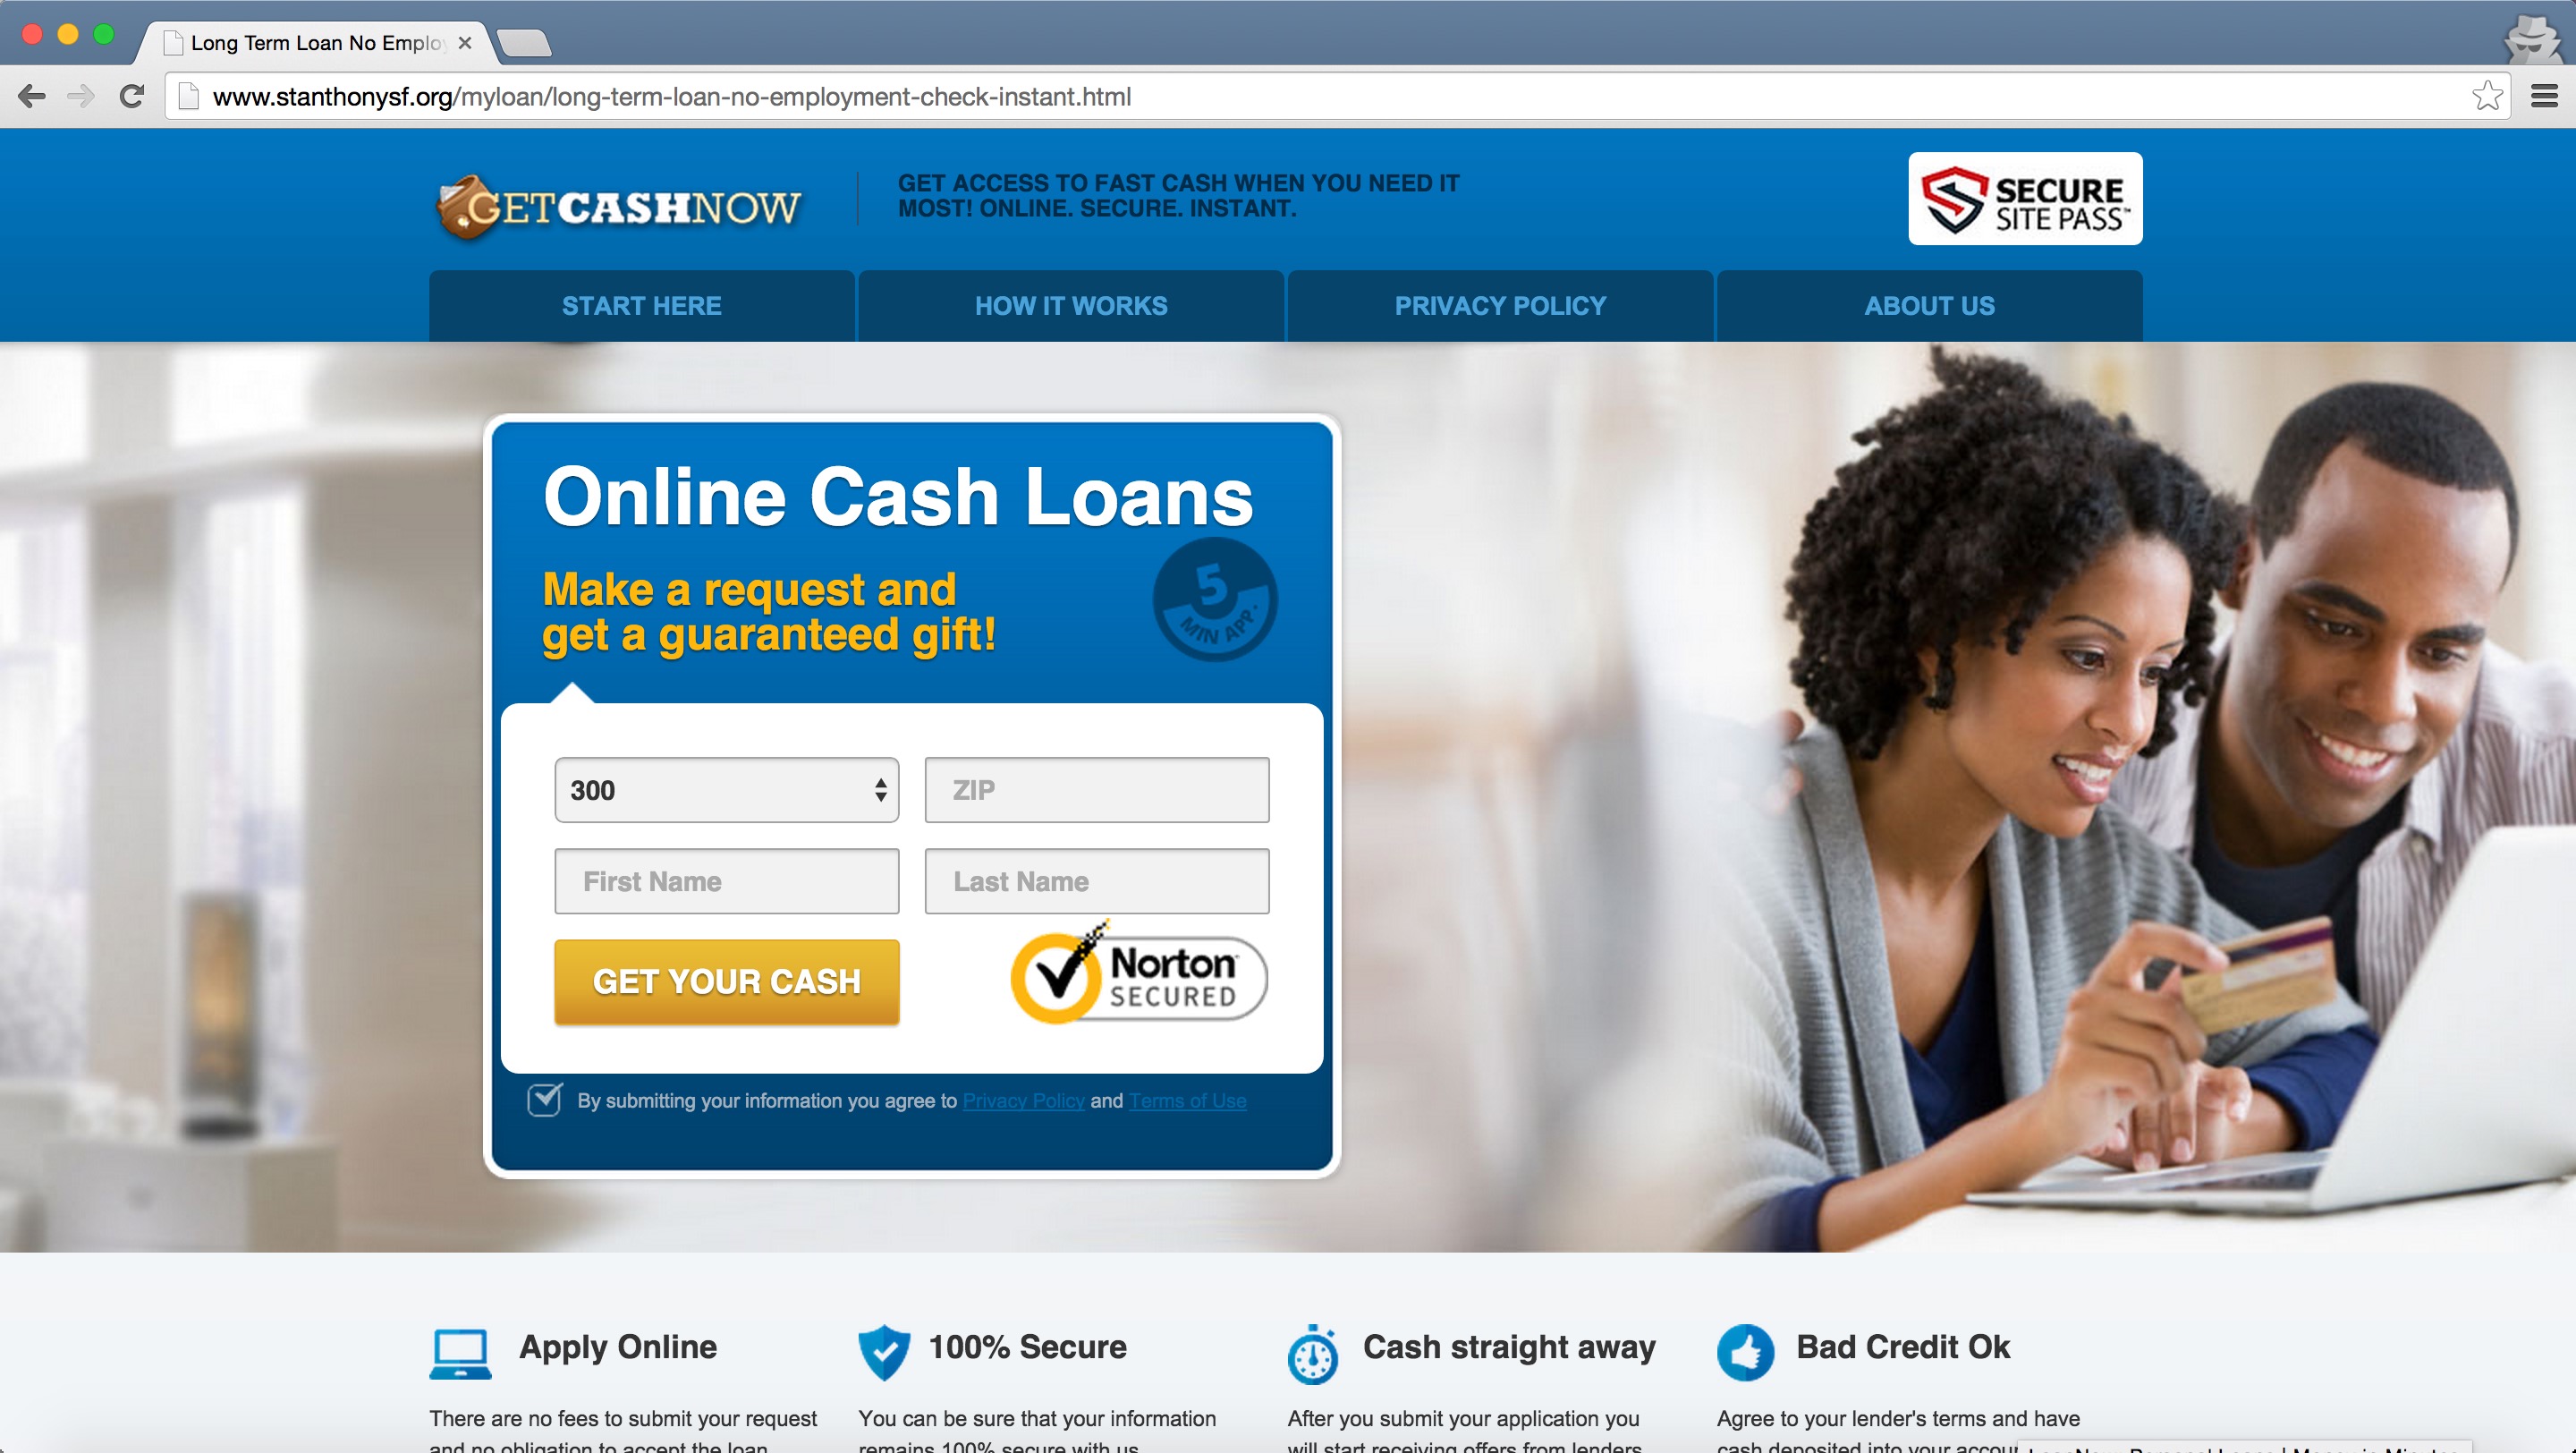 Long Term Loan No Emplo
www.stanthonysf.org/myloan/long-term-loan-no-employment-check-instant.html
GETCASHNOW
GET ACCESS TO FAST CASH WHEN YOU NEED IT
MOST! ONLINE. SECURE. INSTANT.
SECURE
SITE PASS™
START HERE
HOW IT WORKS
PRIVACY POLICY
ABOUT US
Online Cash Loans
Make a request and
get a guaranteed gift!
5
MIN APP.
300
ZIP
First Name
Last Name
GET YOUR CASH
Norton
SECURED
By submitting your information you agree to Privacy Policy and Terms of Use
Apply Online
There are no fees to submit your request
and no obligation to accept the loan
100% Secure
You can be sure that your information
remains 100% secure with us
Cash straight away
After you submit your application you
will start receiving offers from lenders
Bad Credit Ok
Agree to your lender's terms and have
cash deposited into your